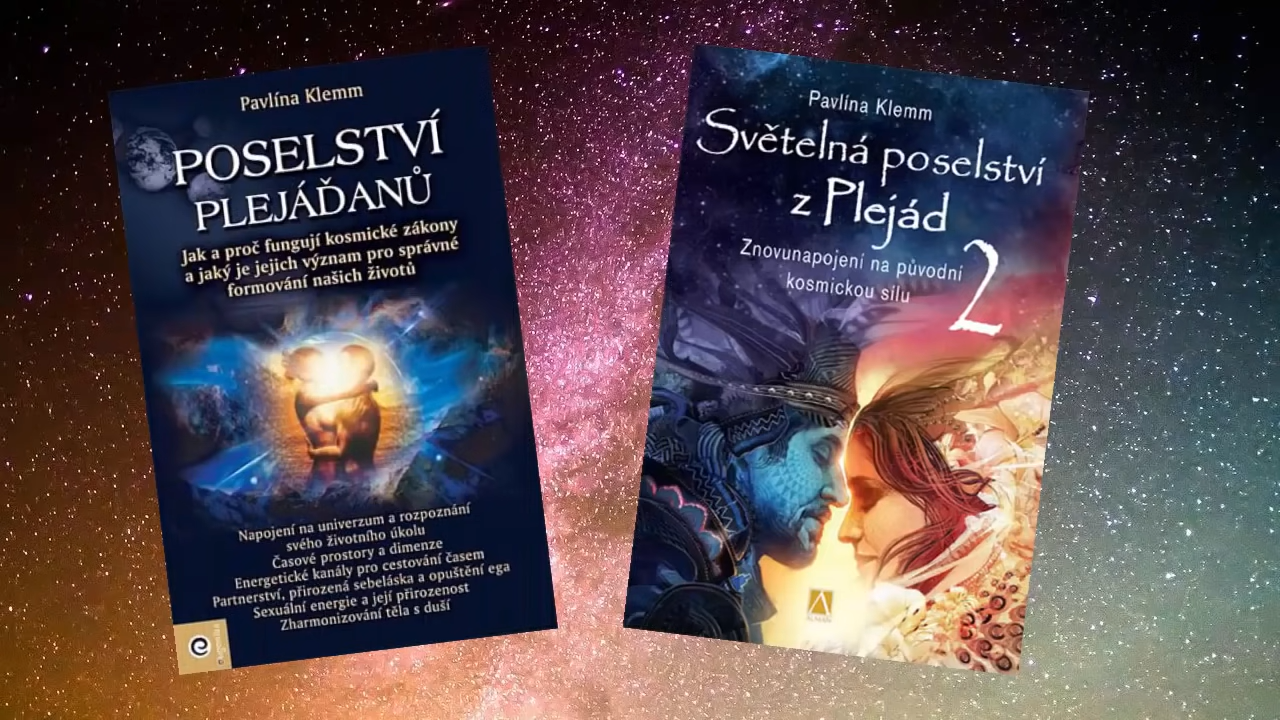 Pavlína Klemm
POSELSTVÍ
PLEJÁĎANŮ
Jak a proč fungují kosmické zákony
a jaký je jejich význam pro správné
formování našich životů
Napojení na univerzum a rozpoznání
svého životního úkolu
Časové prostory a dimenze
Energetické kanály pro cestování časem
Partnerství, přirozená sebeláska a opuštění ega
Sexuální energie a její přirozenost
Zharmonizování těla s duší
Pavlína Klemm
Světelná poselství
z Plejád
2
Znovunapojení na původní
kosmickou sílu